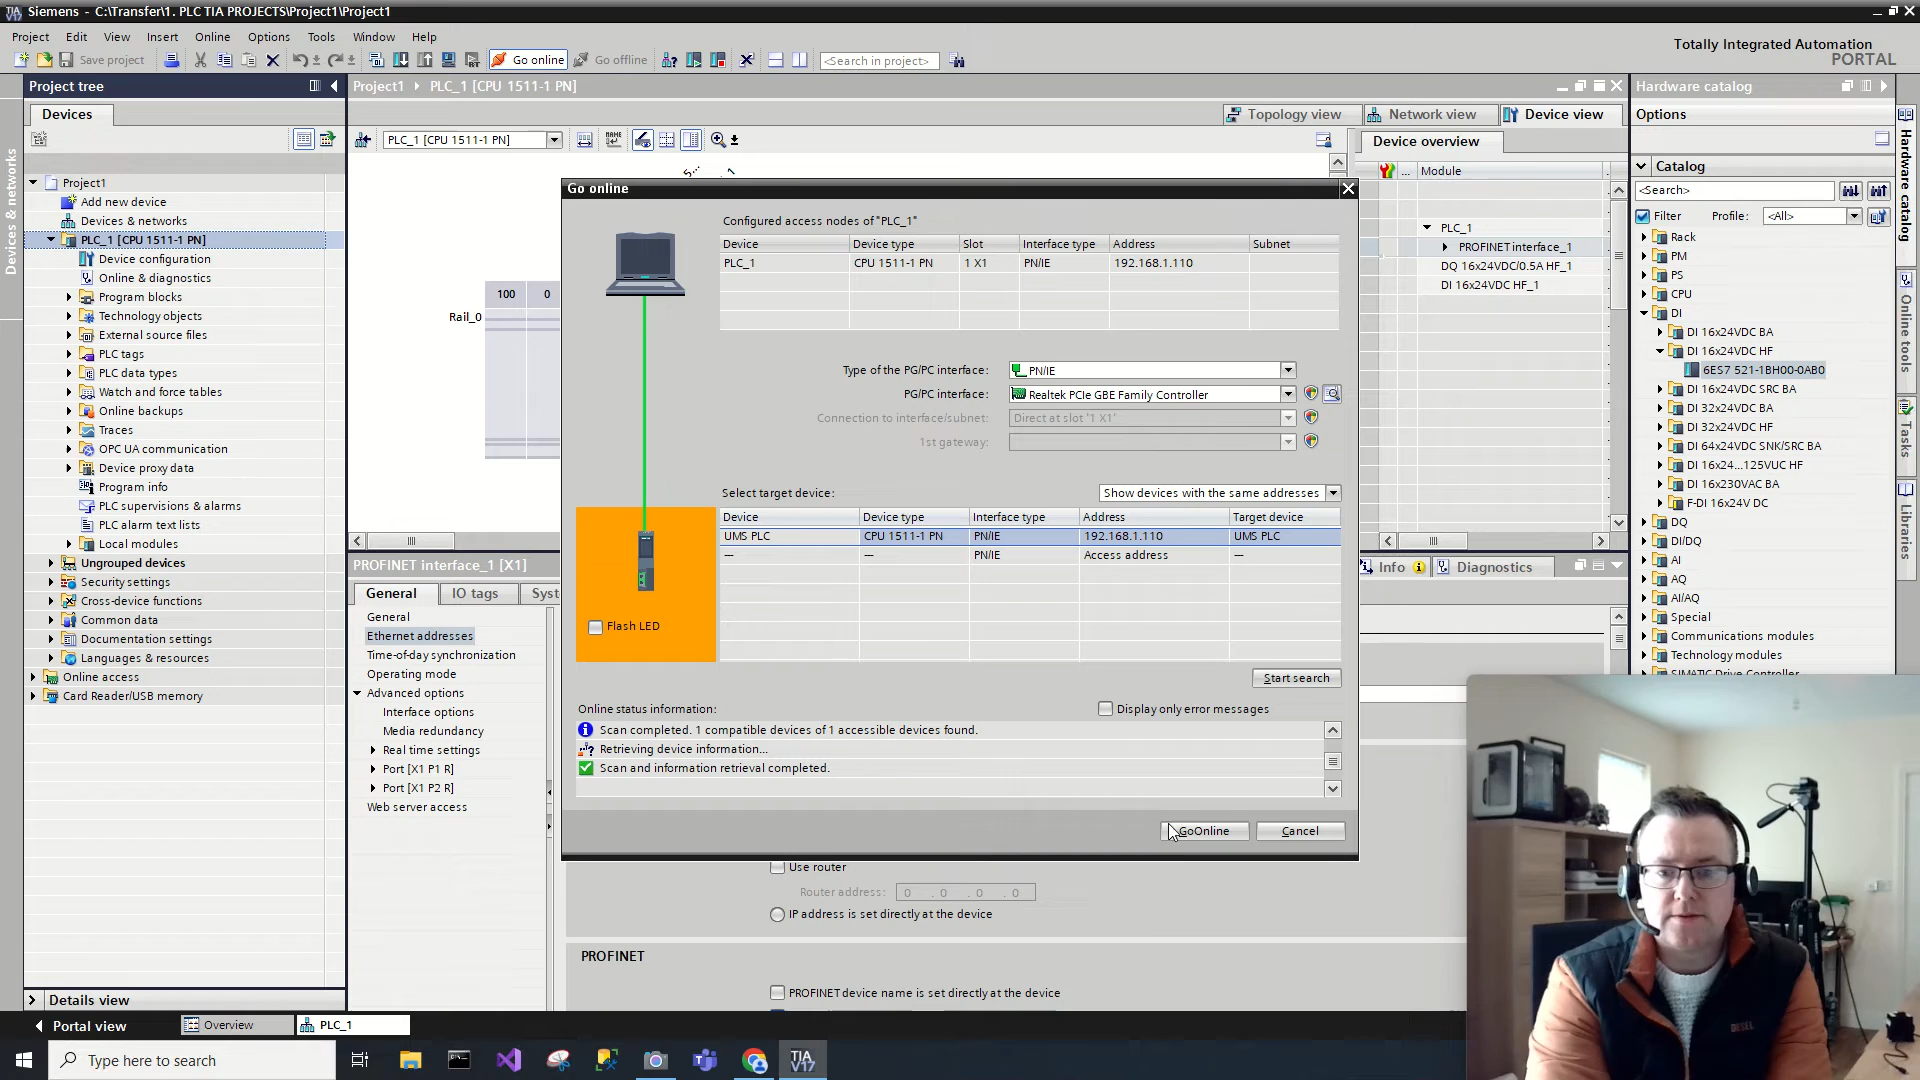 Siemens - C:\Transfer\1. PLC TIA PROJECTS\Project1\Project1
Project Edit View Insert Online Options Tools Window Help
Totally Integrated Automation
PORTAL
Save project
Go online
Go offline
<Search in project>
Project tree
Devices
Devices & networks
Project1
Add new device
Devices & networks
PLC_1 [CPU 1511-1 PN]
Device configuration
Online & diagnostics
Program blocks
Technology objects
External source files
PLC tags
PLC data types
Watch and force tables
Online backups
Traces
OPC UA communication
Device proxy data
Program info
PLC supervisions & alarms
PLC alarm text lists
Local modules
Ungrouped devices
Security settings
Cross-device functions
Common data
Documentation settings
Languages & resources
Online access
Card Reader/USB memory
Details view
Project1 PLC_1 [CPU 1511-1 PN]
Topology view
Network view
Device view
PLC_1 [CPU 1511-1 PN]
Rail_0
100 0
Device overview
... Module
PLC_1
PROFINET interface_1
DQ 16x24VDC/0.5A HF_1
DI 16x24VDC HF_1
PROFINET interface_1 [X1]
Info
Diagnostics
General
IO tags
Syst
General
Ethernet addresses
Time-of-day synchronization
Operating mode
Advanced options
Interface options
Media redundancy
Real time settings
Port [X1 P1 R]
Port [X1 P2 R]
Web server access
Go online
Configured access nodes of "PLC_1"
Device Device type Slot Interface type Address Subnet
PLC_1 CPU 1511-1 PN 1 X1 PN/IE 192.168.1.110
Type of the PG/PC interface: PN/IE
PG/PC interface: Realtek PCIe GBE Family Controller
Connection to interface/subnet: Direct at slot '1 X1'
1st gateway:
Select target device: Show devices with the same addresses
Device Device type Interface type Address Target device
UMS PLC CPU 1511-1 PN PN/IE 192.168.1.110 UMS PLC
— — PN/IE Access address —
Flash LED
Start search
Online status information:
Display only error messages
Scan completed. 1 compatible devices of 1 accessible devices found.
Retrieving device information...
Scan and information retrieval completed.
GoOnline
Cancel
Use router
Router address: 0 . 0 . 0 . 0
IP address is set directly at the device
PROFINET
PROFINET device name is set directly at the device
Hardware catalog
Options
Catalog
<Search>
Filter Profile: <All>
Rack
PM
PS
CPU
DI
DI 16x24VDC BA
DI 16x24VDC HF
6ES7 521-1BH00-0AB0
DI 16x24VDC SRC BA
DI 32x24VDC BA
DI 32x24VDC HF
DI 64x24VDC SNK/SRC BA
DI 16x24...125VUC HF
DI 16x230VAC BA
F-DI 16x24V DC
DQ
DI/DQ
AI
AQ
AI/AQ
Special
Communications modules
Technology modules
SIMATIC Drive Controller
Hardware catalog
Online tools
Tasks
Libraries
DIESEL
Portal view
Overview
PLC_1
Type here to search
TIA
V17